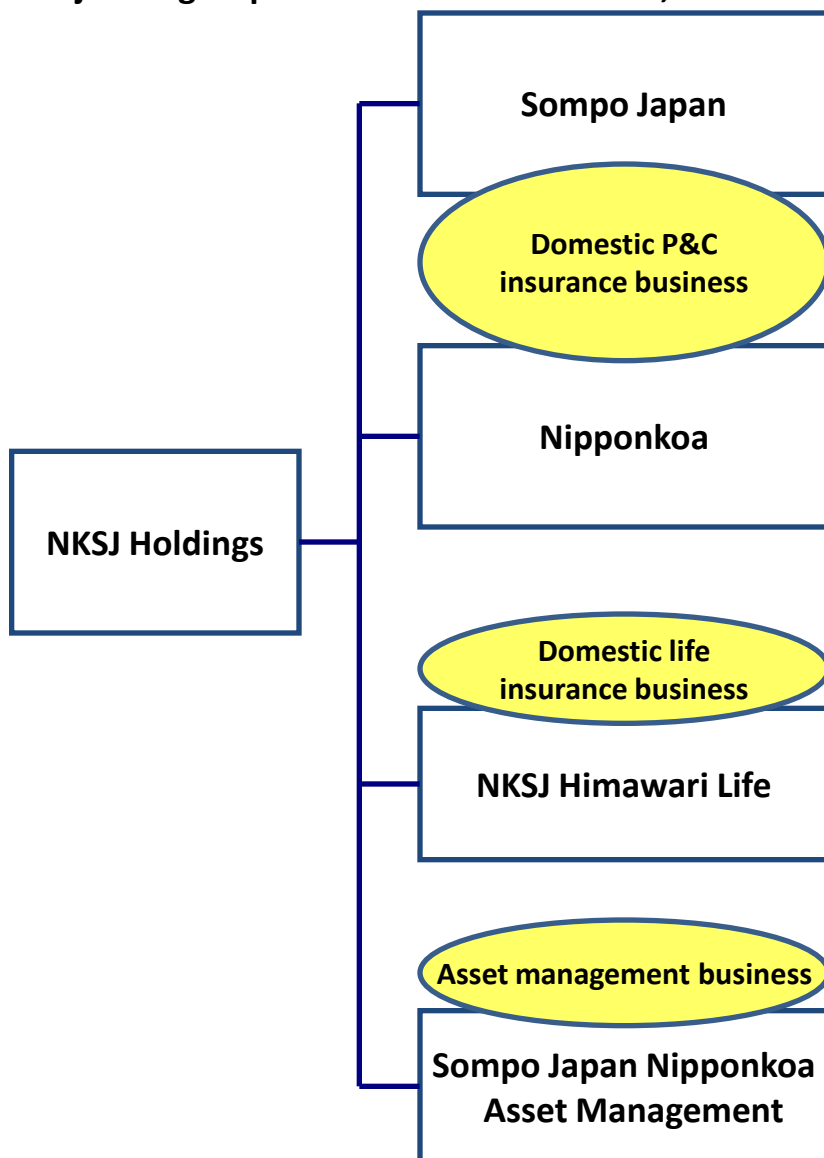 Sompo Japan
Domestic P&C
insurance business
Nipponkoa
NKSJ Holdings
Domestic life
insurance business
NKSJ Himawari Life
Asset management business
Sompo Japan Nipponkoa
Asset Management